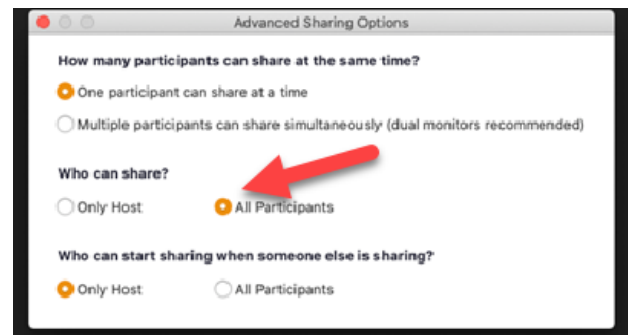 Advanced Sharing Options
How many participants can share at the same time?
One participant can share at a time
Multiple participants can share simultaneously (dual monitors recommended)
Who can share?
Only Host All Participants
Who can start sharing when someone else is sharing?
Only Host All Participants